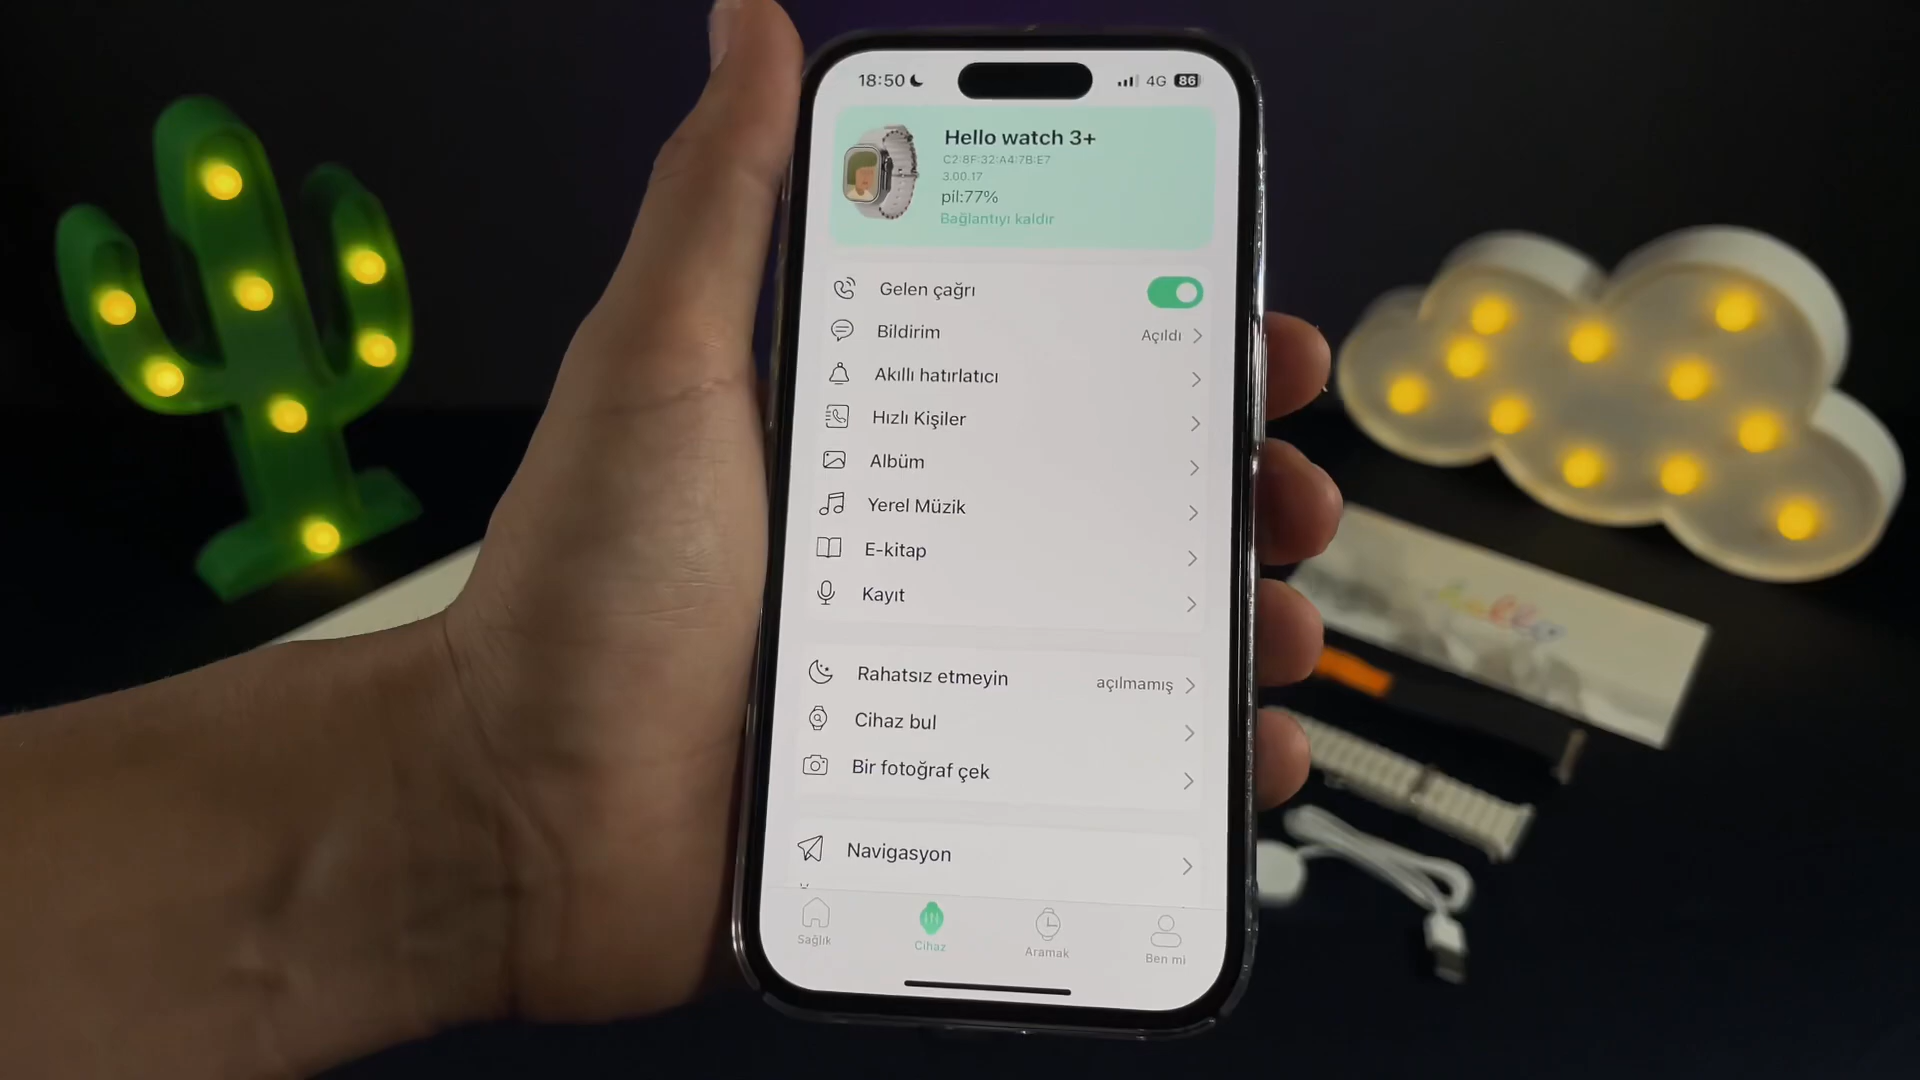 18:50
4G 86
Hello watch 3+
C2:8F:32:A4:7B:E7
3.00.17
pil:77%
Bağlantıyı kaldır
Gelen çağrı
Bildirim Açıldı
Akıllı hatırlatıcı
Hızlı Kişiler
Albüm
Yerel Müzik
E-kitap
Kayıt
Rahatsız etmeyin açılmamış
Cihaz bul
Bir fotoğraf çek
Navigasyon
Sağlık Cihaz Aramak Ben mi
hello